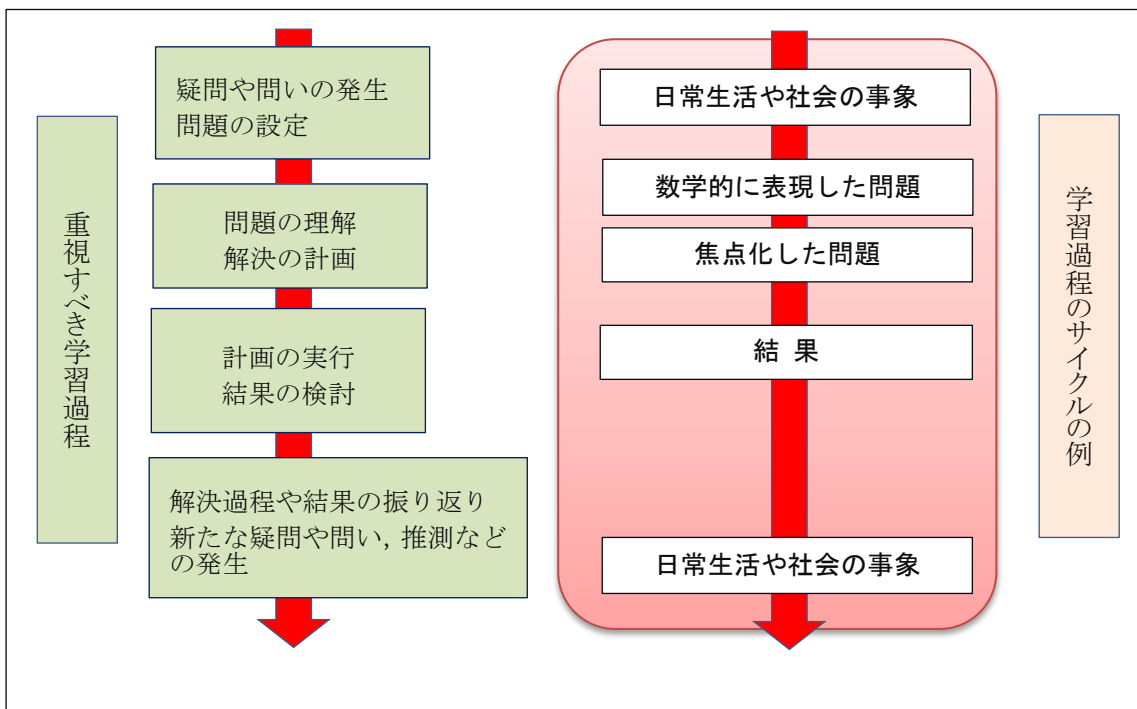 重視すべき学習過程
疑問や問いの発生
問題の設定
問題の理解
解決の計画
計画の実行
結果の検討
解決過程や結果の振り返り
新たな疑問や問い,推測など
の発生
日常生活や社会の事象
数学的に表現した問題
焦点化した問題
結 果
日常生活や社会の事象
学習過程のサイクルの例